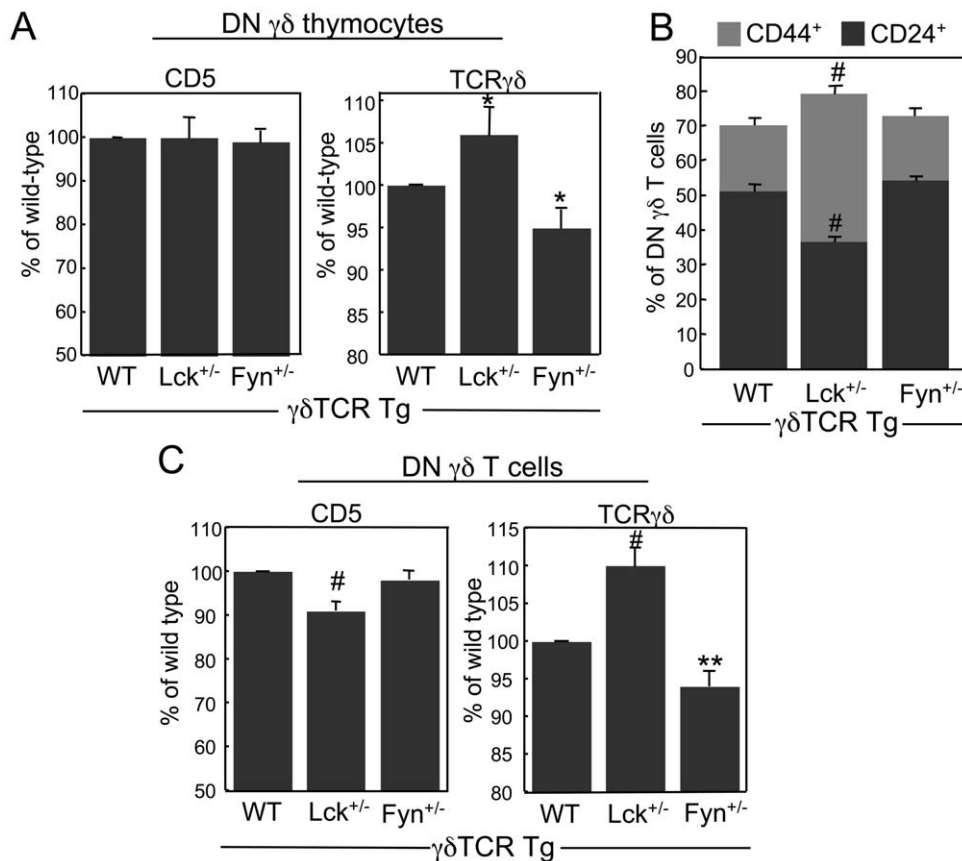 A
DN γδ thymocytes
CD5
% of wild-type
110
100
90
80
70
60
50
WT Lck+/- Fyn+/-
TCRγδ
% of wild-type
110
105
100
95
90
85
80
* *
WT Lck+/- Fyn+/-
γδTCR Tg
B
CD44+ CD24+
% of DN γδ T cells
90
80
70
60
50
40
30
20
10
0
#
#
WT Lck+/- Fyn+/-
γδTCR Tg
C
DN γδ T cells
CD5
% of wild type
110
100
90
80
70
60
50
#
WT Lck+/- Fyn+/-
TCRγδ
% of wild type
115
110
105
100
95
90
85
80
# **
WT Lck+/- Fyn+/-
γδTCR Tg